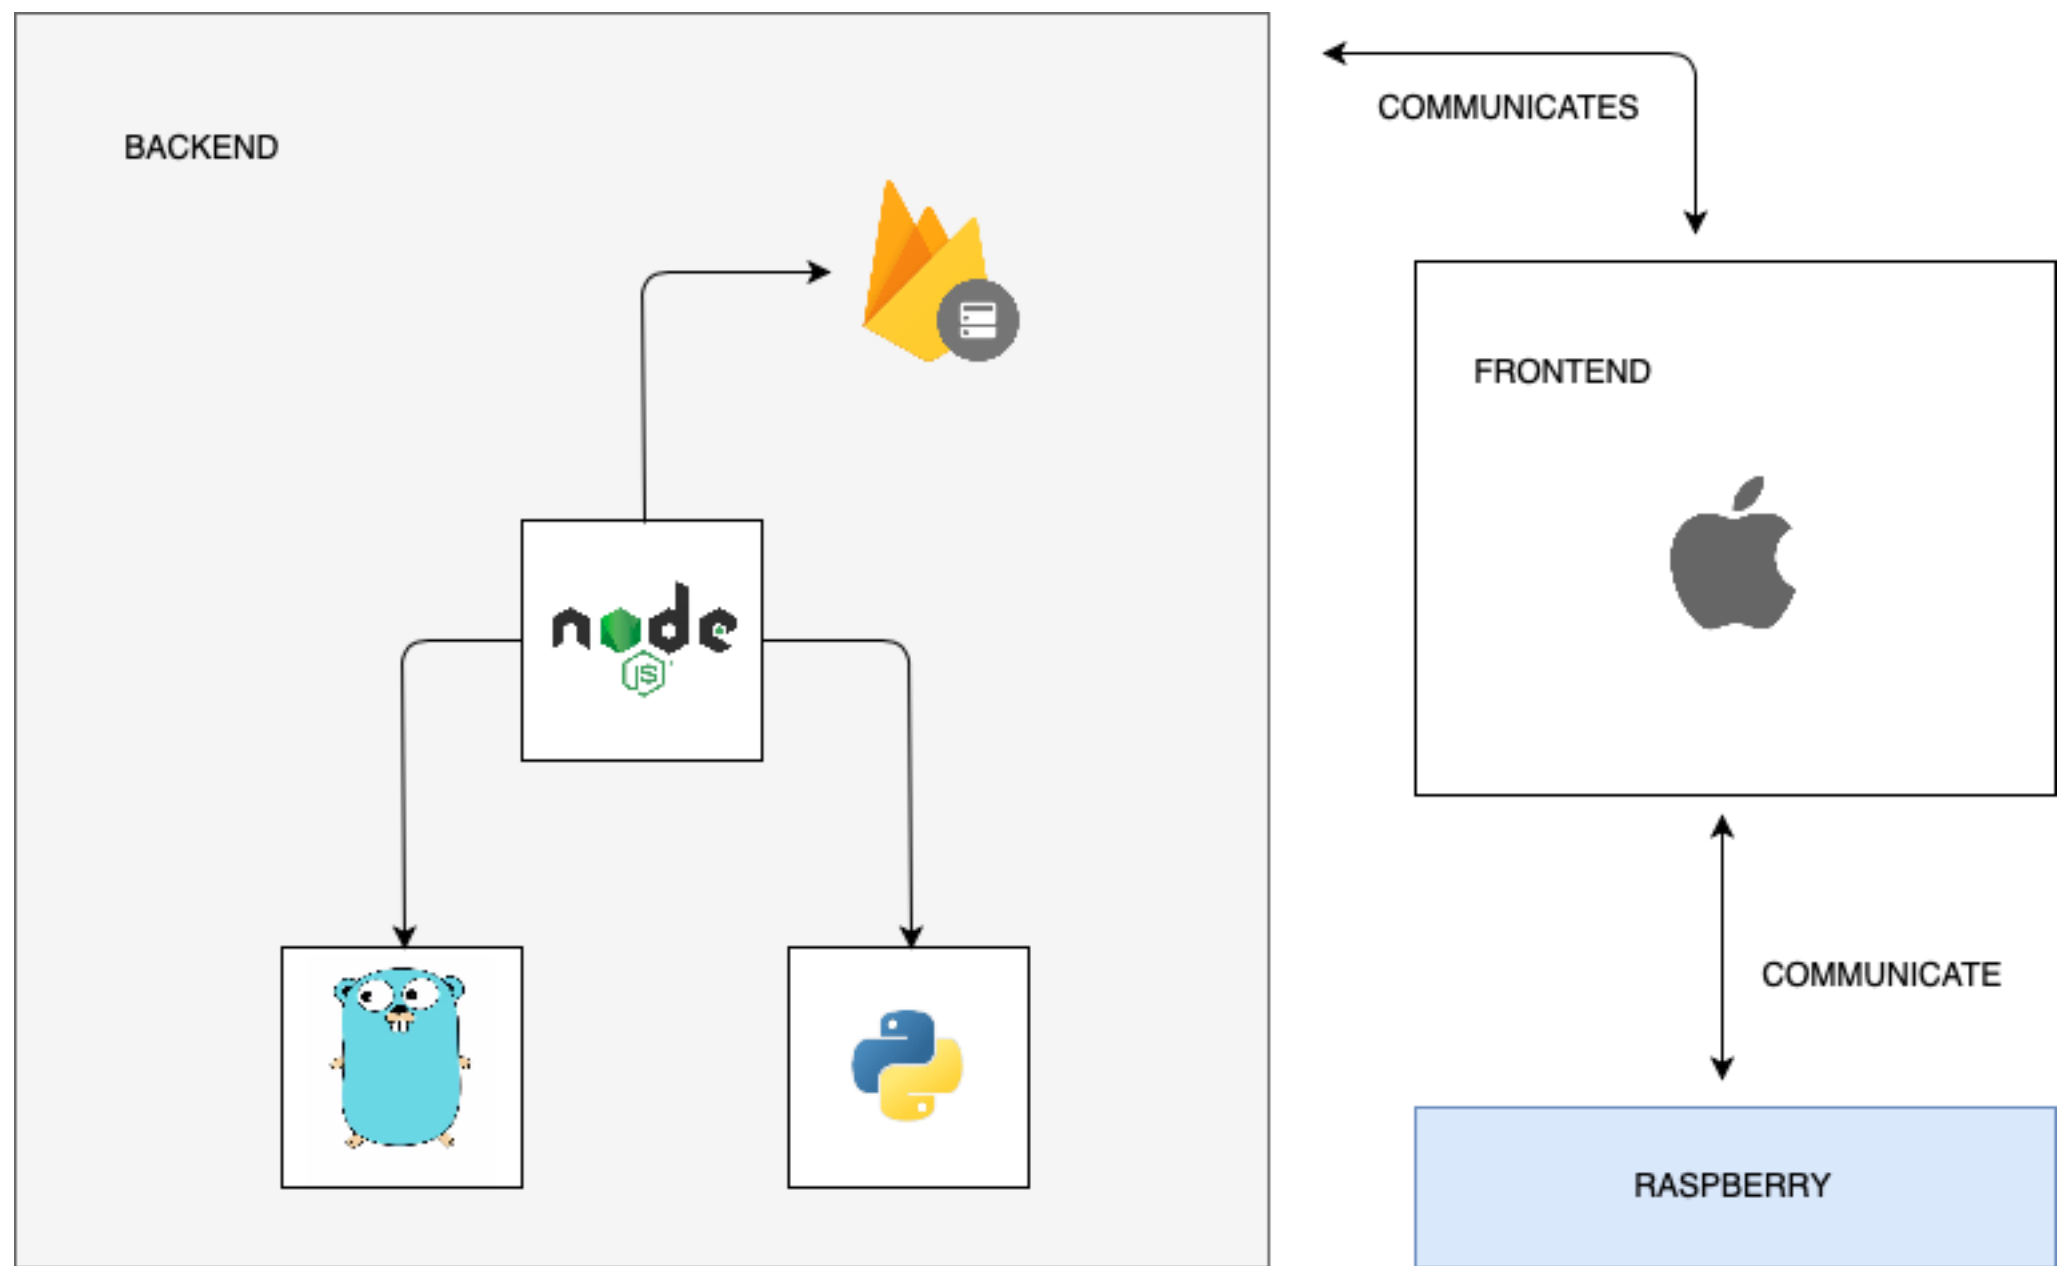 COMMUNICATES
BACKEND
FRONTEND
node
JS
COMMUNICATE
RASPBERRY